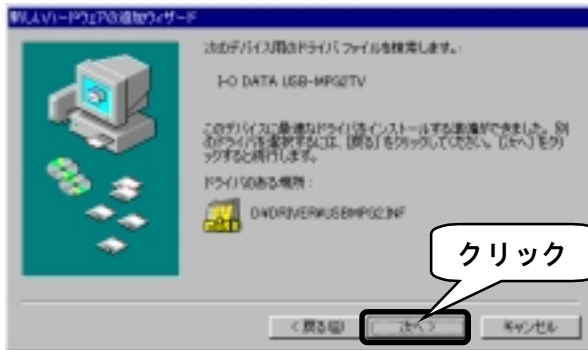 新しいハードウェアの追加ウィザード
次のデバイス用のドライバ ファイルを検索します。:
I-O DATA USB-MPG2TV
このデバイスに最適なドライバをインストールする準備ができました。別
のドライバを選択するには、[戻る] をクリックしてください。[次へ] をクリ
ックすると続行します。
ドライバのある場所 :
D:¥DRIVER¥USBMPG2.INF
クリック
< 戻る(B)
次へ >
キャンセル